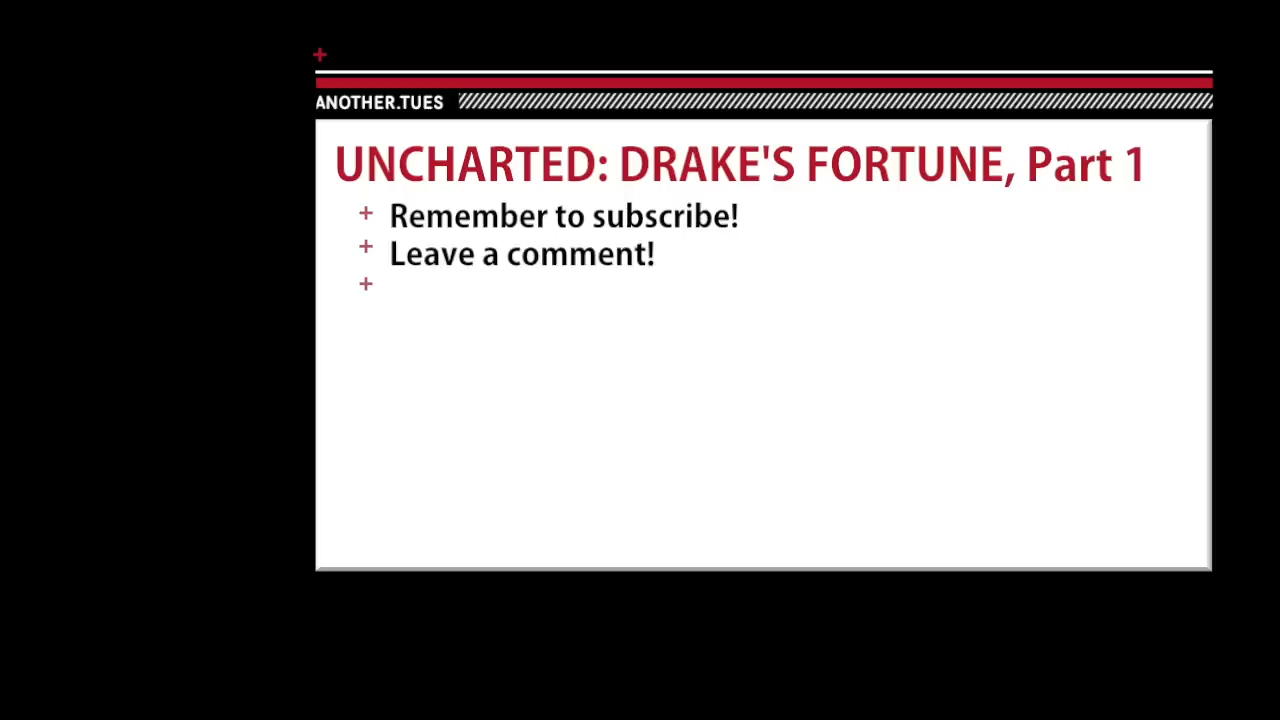 ANOTHER.TUES
UNCHARTED: DRAKE'S FORTUNE, Part 1
+ Remember to subscribe!
+ Leave a comment!
+